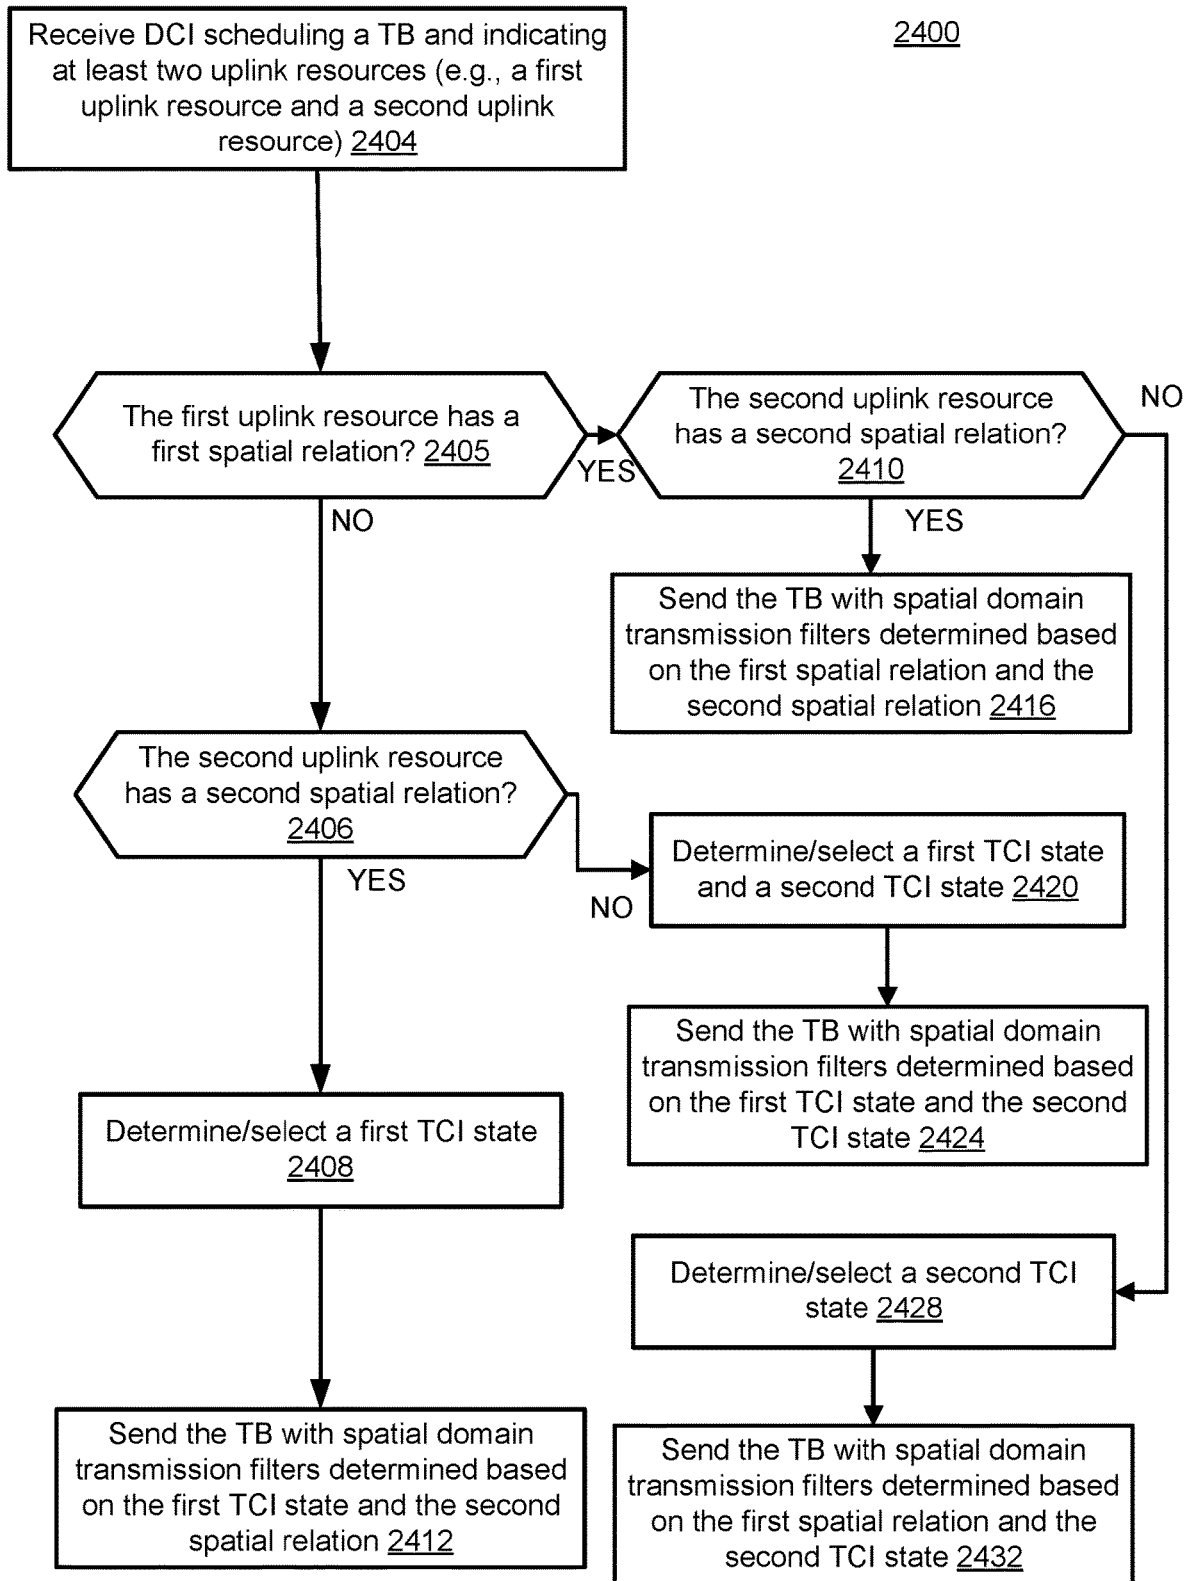 2400
Receive DCI scheduling a TB and indicating
at least two uplink resources (e.g., a first
uplink resource and a second uplink
resource) 2404
The first uplink resource has a
first spatial relation? 2405
YES
NO
The second uplink resource
has a second spatial relation?
2410
NO
YES
Send the TB with spatial domain
transmission filters determined based
on the first spatial relation and the
second spatial relation 2416
The second uplink resource
has a second spatial relation?
2406
YES
NO
Determine/select a first TCI state
and a second TCI state 2420
Send the TB with spatial domain
transmission filters determined based
on the first TCI state and the second
TCI state 2424
Determine/select a first TCI state
2408
Determine/select a second TCI
state 2428
Send the TB with spatial domain
transmission filters determined based
on the first TCI state and the second
spatial relation 2412
Send the TB with spatial domain
transmission filters determined based
on the first spatial relation and the
second TCI state 2432